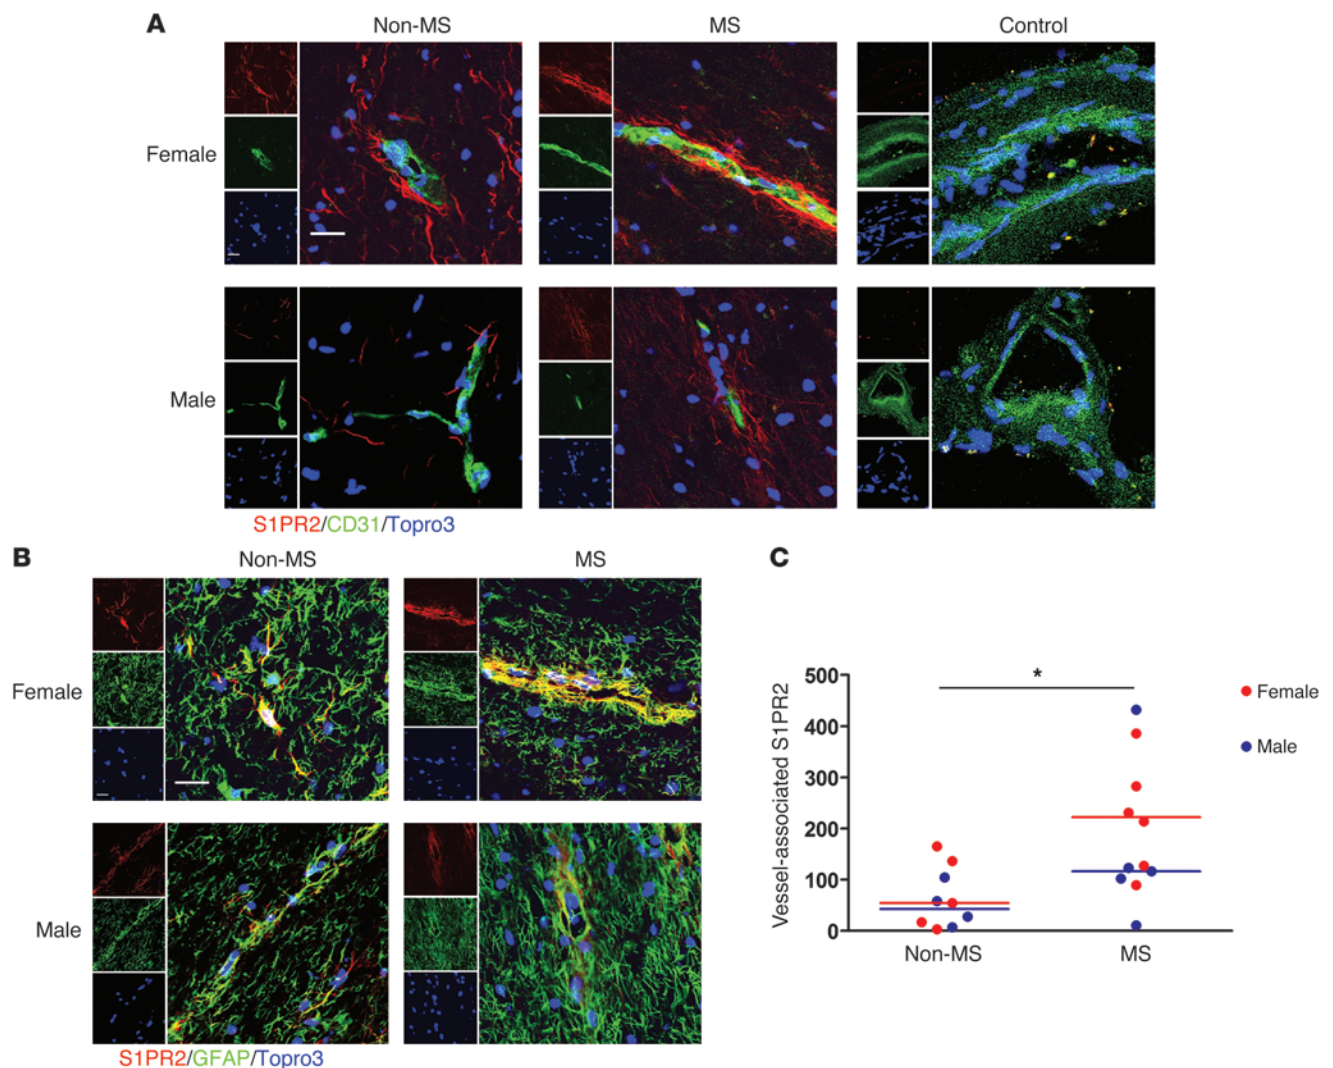 A
Non-MS
MS
Control
Female
Male
S1PR2/CD31/Topro3
B
Non-MS
MS
Female
Male
S1PR2/GFAP/Topro3
C
Vessel-associated S1PR2
500
400
300
200
100
0
*
Non-MS
MS
Female
Male